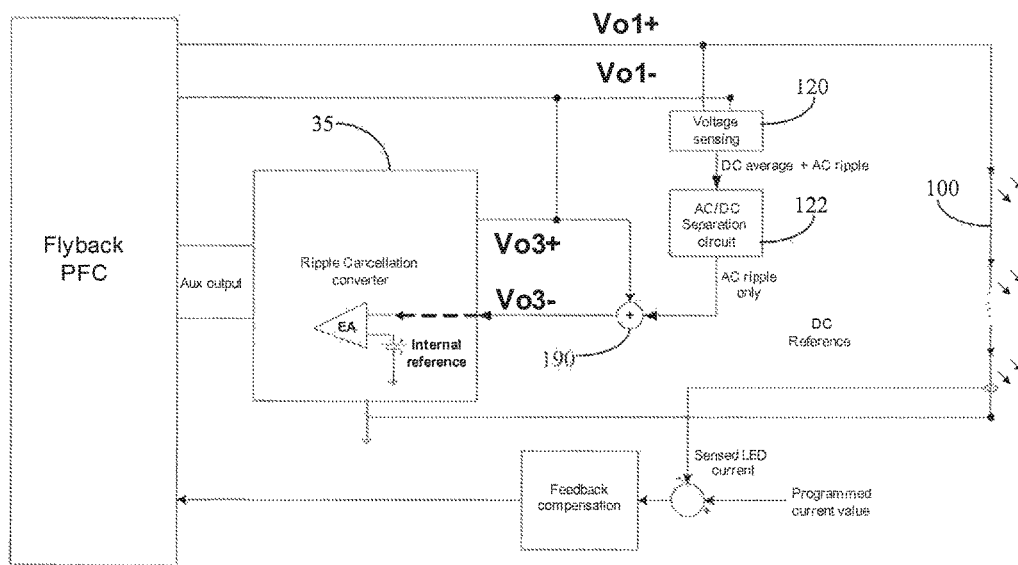 Vo1+
Vo1-
120
35
Voltage
sensing
DC average + AC ripple
100
122
AC/DC
Separation
circuit
Flyback
PFC
Vo3+
Ripple Cancellation
converter
Aux output
AC ripple
only
Vo3-
EA
+
Internal
reference
190
DC
Reference
Sensed LED
current
Feedback
compensation
-
+
Programmed
current value